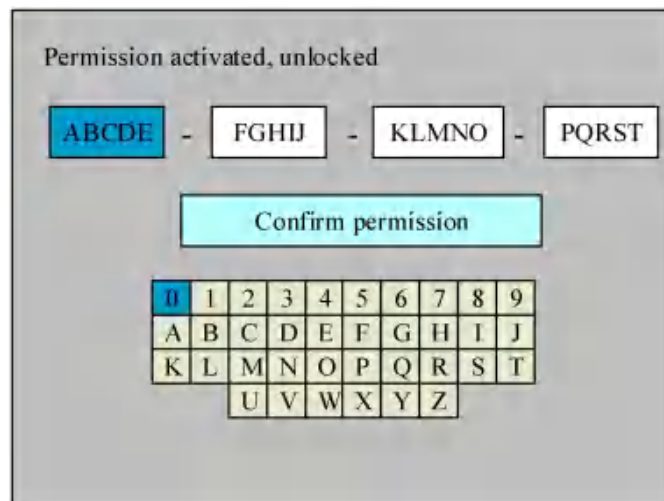 Permission activated, unlocked
ABCDE - FGHIJ - KLMNO - PQRST
Confirm permission
0 1 2 3 4 5 6 7 8 9
A B C D E F G H I J
K L M N O P Q R S T
U V W X Y Z